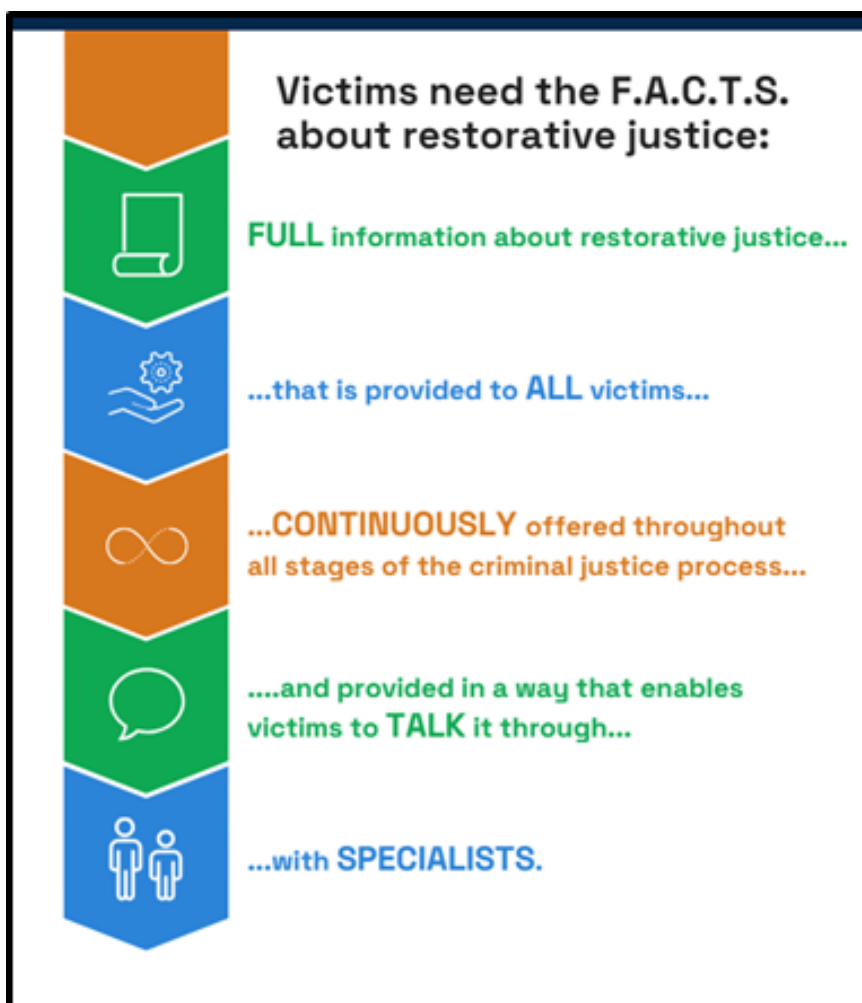 Victims need the F.A.C.T.S.
about restorative justice:
FULL information about restorative justice...
...that is provided to ALL victims...
...CONTINUOUSLY offered throughout
all stages of the criminal justice process...
....and provided in a way that enables
victims to TALK it through...
...with SPECIALISTS.